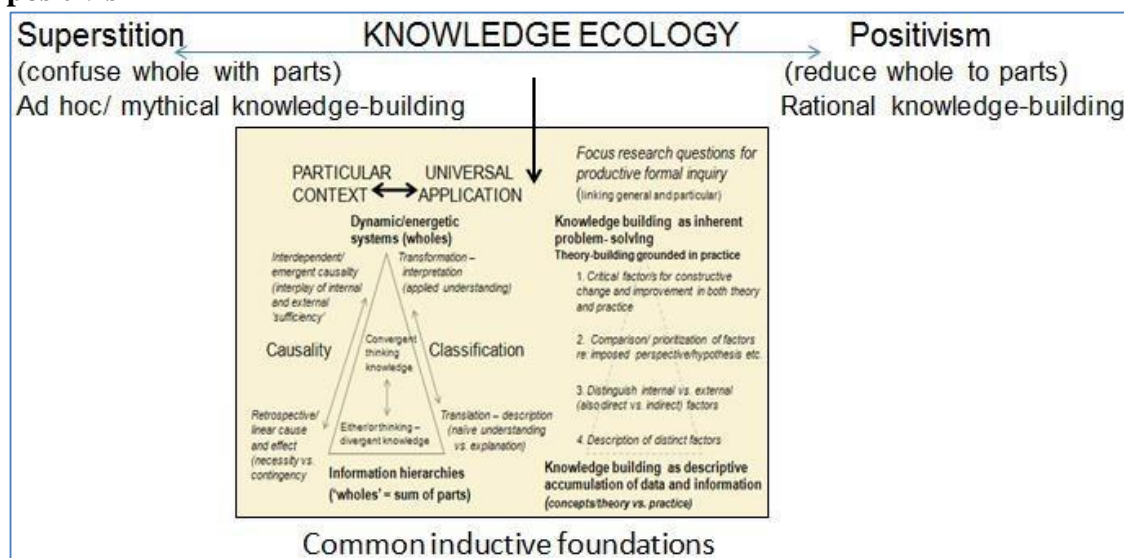 Superstition
KNOWLEDGE ECOLOGY
Positivism
(confuse whole with parts)
(reduce whole to parts)
Ad hoc/ mythical knowledge-building
Rational knowledge-building
PARTICULAR
CONTEXT
UNIVERSAL
APPLICATION
Dynamic/energetic
systems (wholes)
Interdependent/
emergent causality
(interplay of internal
and external
'sufficiency')
Transformation –
interpretation
(applied understanding)
Causality
Convergent
thinking
knowledge
Classification
Retrospective/
linear cause
and effect
(necessity vs.
contingency
Either/or thinking –
divergent knowledge
Translation – description
(naïve understanding
vs. explanation)
Information hierarchies
('wholes' = sum of parts)
Focus research questions for
productive formal inquiry
(linking general and particular)
Knowledge building as inherent
problem- solving
Theory-building grounded in practice
1. Critical factor/s for constructive
change and improvement in both theory
and practice
2. Comparison/ prioritization of factors
re: imposed perspective/hypothesis etc.
3. Distinguish internal vs. external
(also direct vs. indirect) factors
4. Description of distinct factors
Knowledge building as descriptive
accumulation of data and information
(concepts/theory vs. practice)
Common inductive foundations